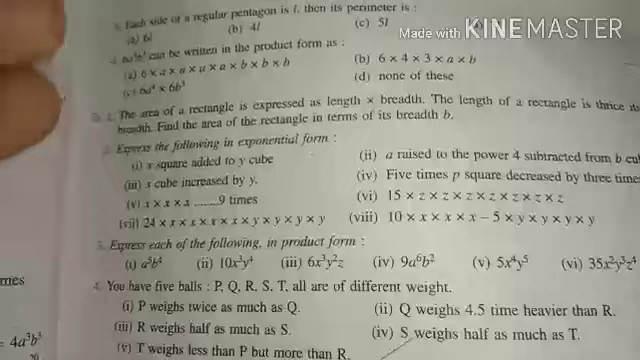 Made with KINEMASTER
Each side of a regular pentagon is l, then its perimeter is :
(a) 6l (b) 4l (c) 5l
6a⁴b³ can be written in the product form as :
(a) 6 × a × a × a × a × b × b × b (b) 6 × 4 × 3 × a × b
(c) 6a⁴ × 6b³ (d) none of these
The area of a rectangle is expressed as length × breadth. The length of a rectangle is thrice its
breadth. Find the area of the rectangle in terms of its breadth b.
2. Express the following in exponential form :
(i) x square added to y cube (ii) a raised to the power 4 subtracted from b cu
(iii) x cube increased by y. (iv) Five times p square decreased by three time
(v) x × x × x ........9 times (vi) 15 × z × z × z × z × z × z × z
(vii) 24 × x × x × x × x × y × y × y × y (viii) 10 × x × x × x – 5 × y × y × y × y
3. Express each of the following, in product form :
(i) a⁵b⁴ (ii) 10x³y⁴ (iii) 6x³y²z (iv) 9a⁶b² (v) 5x⁴y⁵ (vi) 35x²y³z⁴
mes
4. You have five balls : P, Q, R, S, T, all are of different weight.
(i) P weighs twice as much as Q. (ii) Q weighs 4.5 time heavier than R.
(iii) R weighs half as much as S. (iv) S weighs half as much as T.
= 4a³b³
(v) T weighs less than P but more than R.